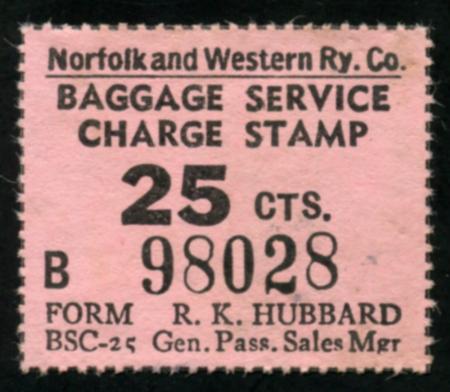 Norfolk and Western Ry. Co.
BAGGAGE SERVICE
CHARGE STAMP
25 CTS.
B 98028
FORM R. K. HUBBARD
BSC-25 Gen. Pass. Sales Mgr